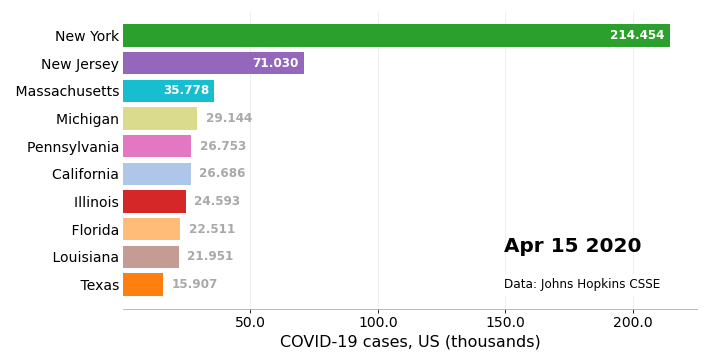 New York 214.454
New Jersey 71.030
Massachusetts 35.778
Michigan 29.144
Pennsylvania 26.753
California 26.686
Illinois 24.593
Florida 22.511
Louisiana 21.951
Texas 15.907
Apr 15 2020
Data: Johns Hopkins CSSE
50.0 100.0 150.0 200.0
COVID-19 cases, US (thousands)